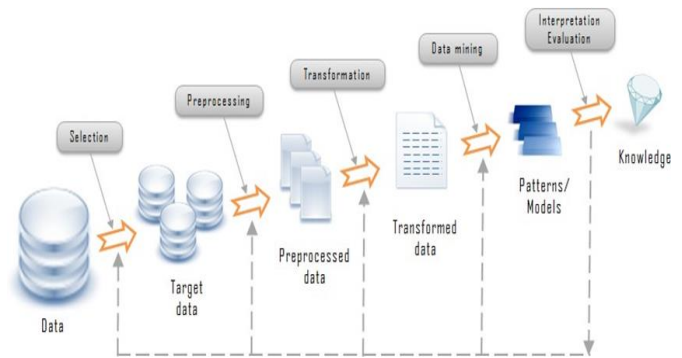 Interpretation
Evaluation
Data mining
Transformation
Preprocessing
Selection
Knowledge
Patterns/
Models
Transformed
data
Preprocessed
data
Target
data
Data